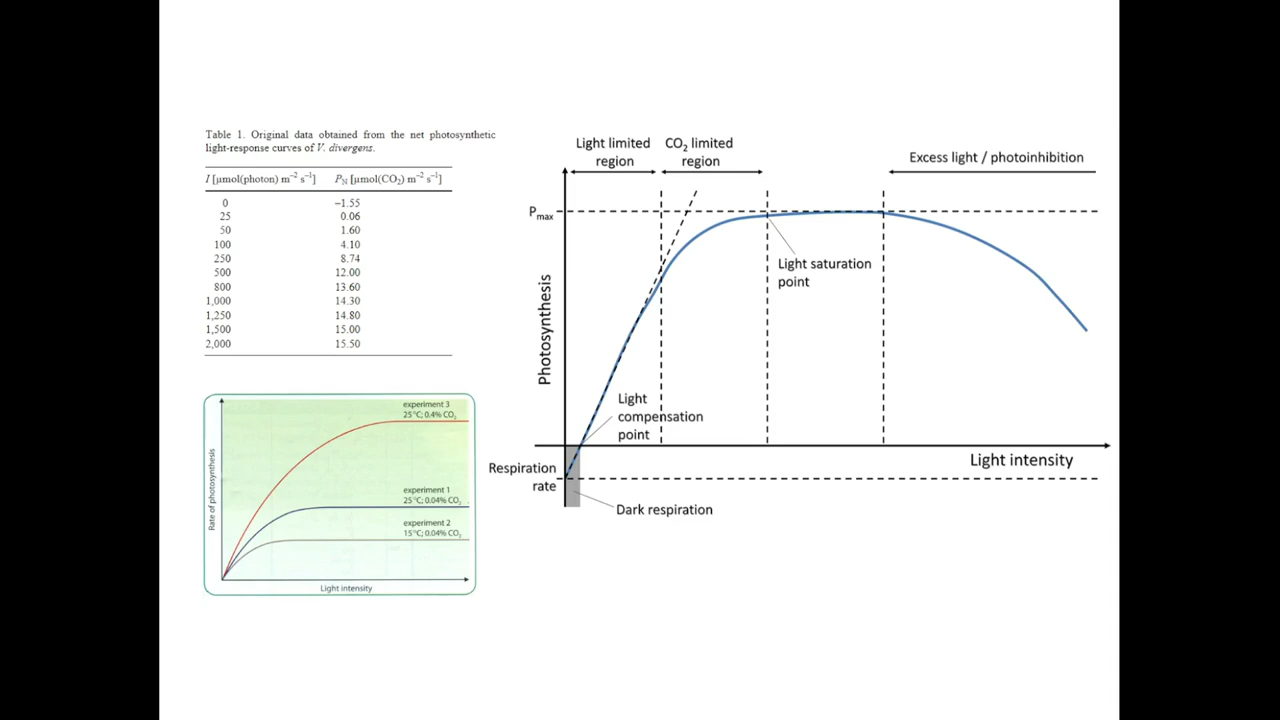 Table 1. Original data obtained from the net photosynthetic
light-response curves of V. divergens.
I [μmol(photon) m⁻² s⁻¹] P_N [μmol(CO₂) m⁻² s⁻¹]
0 −1.55
25 0.06
50 1.60
100 4.10
250 8.74
500 12.00
800 13.60
1,000 14.30
1,250 14.80
1,500 15.00
2,000 15.50
experiment 3
25°C; 0.4% CO₂
experiment 1
25°C; 0.04% CO₂
experiment 2
15°C; 0.04% CO₂
Rate of photosynthesis
Light intensity
Light limited
region
CO₂ limited
region
Excess light / photoinhibition
Pmax
Light saturation
point
Photosynthesis
Light
compensation
point
Light intensity
Respiration
rate
Dark respiration